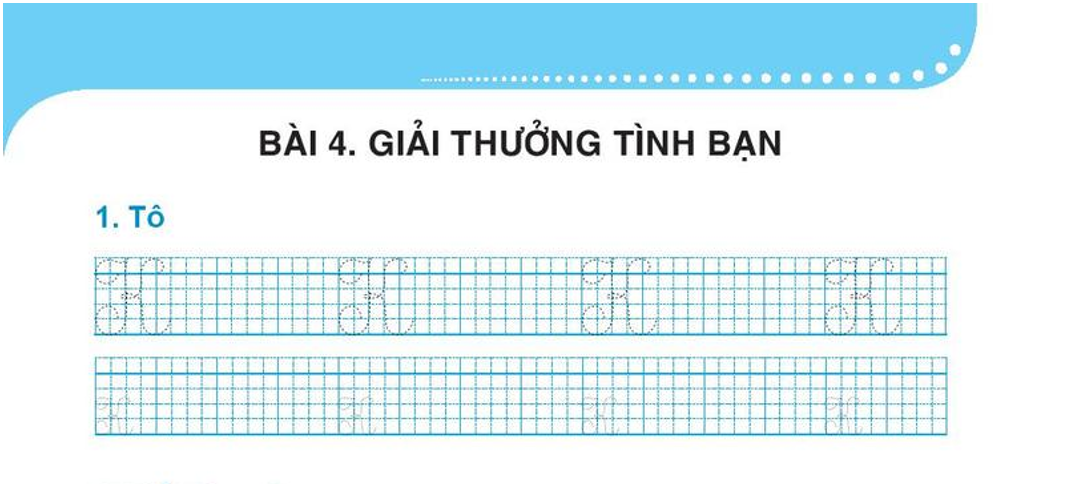 BÀI 4. GIẢI THƯỞNG TÌNH BẠN
1. Tô
K K K K
K K K K